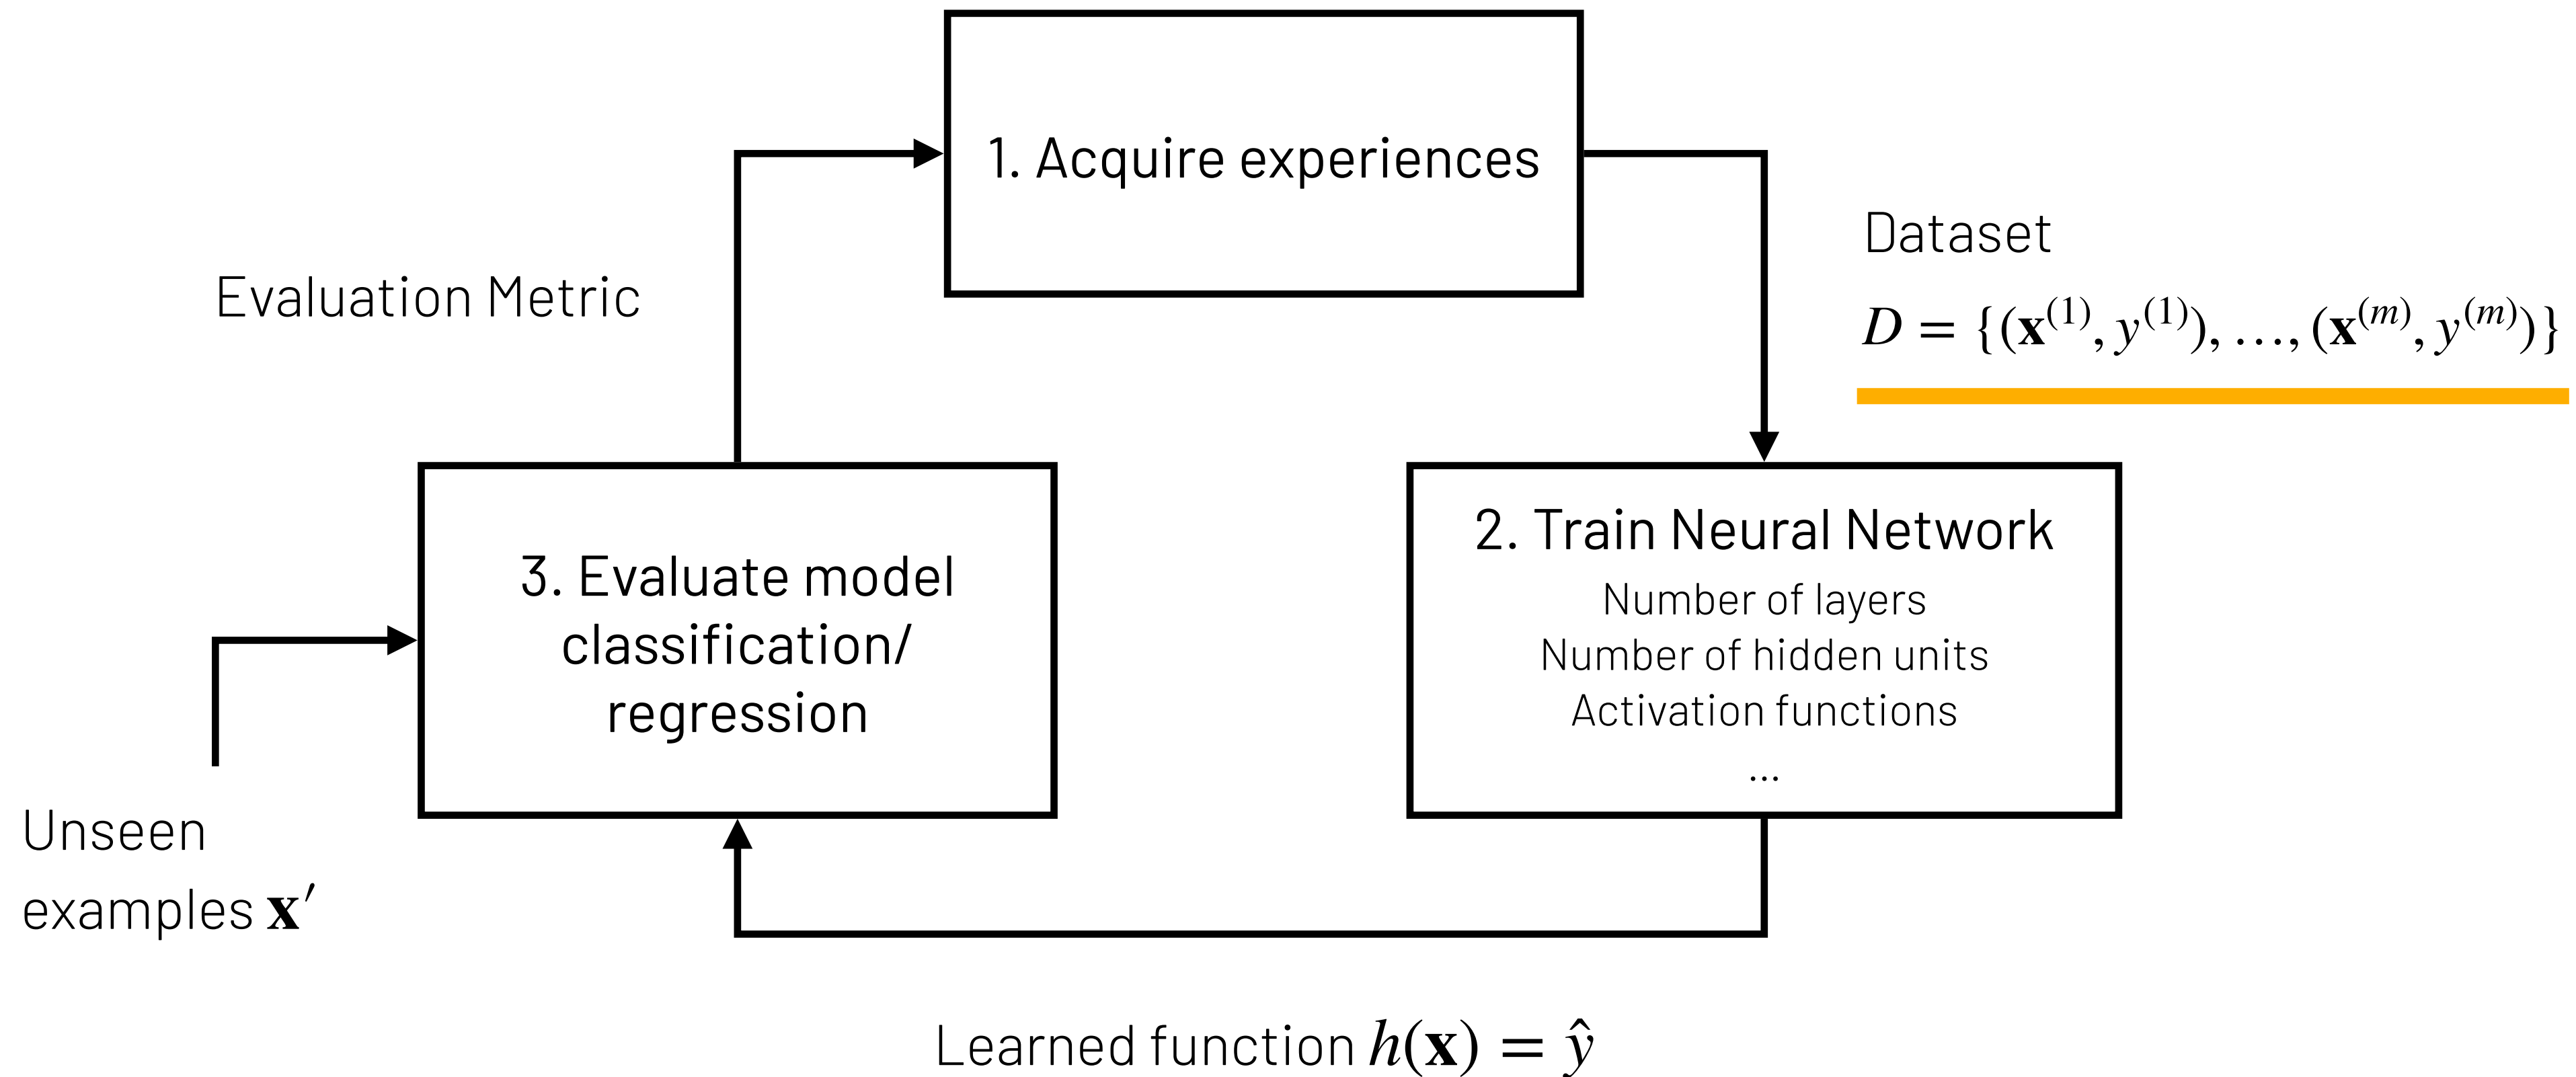 1. Acquire experiences
Dataset
D = {(x⁽¹⁾, y⁽¹⁾), …, (x⁽ᵐ⁾, y⁽ᵐ⁾)}
Evaluation Metric
2. Train Neural Network
Number of layers
Number of hidden units
Activation functions
...
3. Evaluate model
classification/
regression
Unseen
examples x′
Learned function h(x) = ŷ